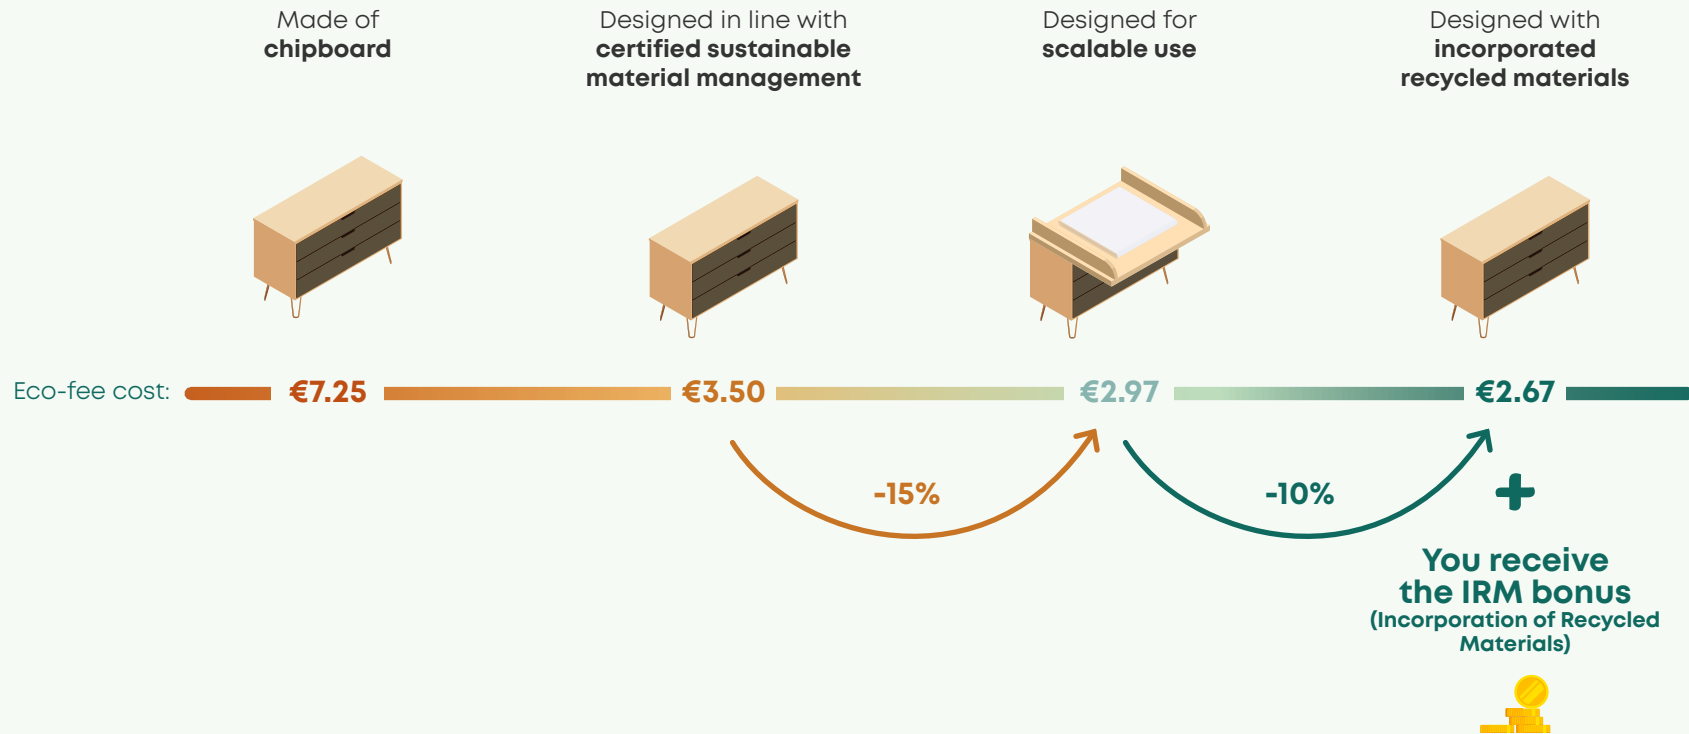 Made of
chipboard
Designed in line with
certified sustainable
material management
Designed for
scalable use
Designed with
incorporated
recycled materials
Eco-fee cost:
€7.25
€3.50
€2.97
€2.67
-15%
-10%
+
You receive
the IRM bonus
(Incorporation of Recycled
Materials)